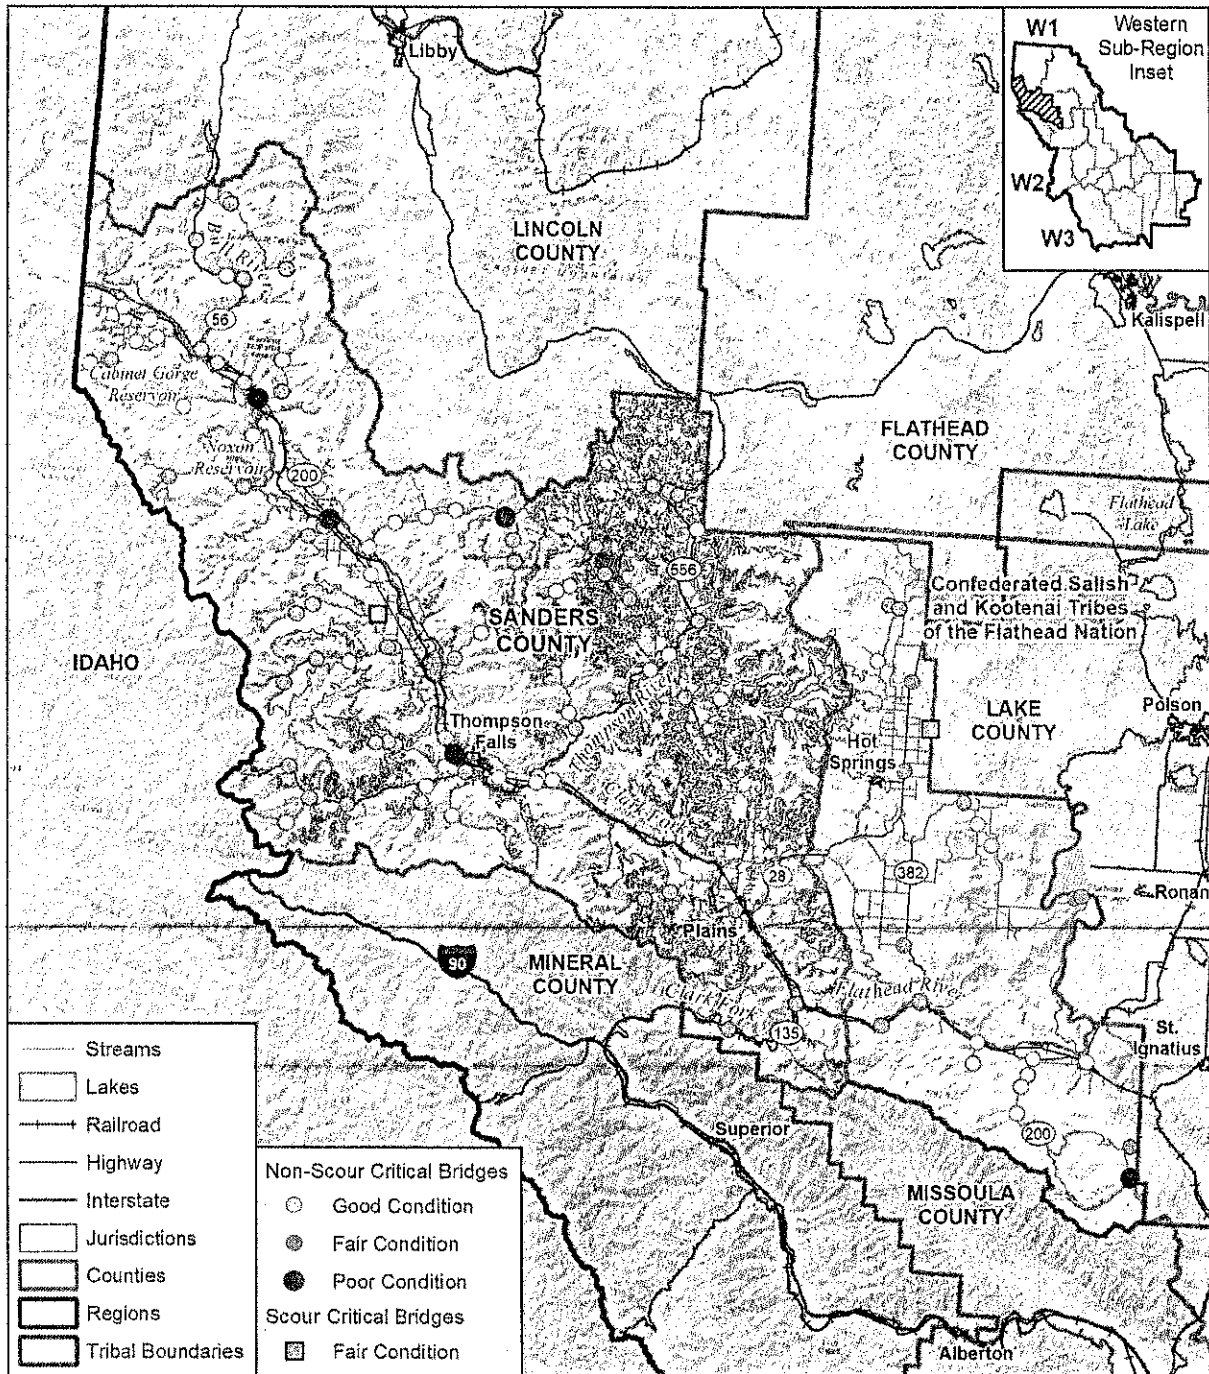 Libby
W1
Western
Sub-Region
Inset
W2
W3
LINCOLN
COUNTY
Bull River
56
Kalispell
Cabinet Gorge
Reservoir
FLATHEAD
COUNTY
Noxon
Reservoir
200
Flathead
Lake
556
Confederated Salish
and Kootenai Tribes
of the Flathead Nation
SANDERS
COUNTY
IDAHO
Thompson River
LAKE
COUNTY
Polson
Thompson
Falls
Hot
Springs
Clark
28
382
Ronan
Plains
90
MINERAL
COUNTY
Clark Fork
Flathead River
135
St.
Ignatius
Superior
200
MISSOULA
COUNTY
Alberton
Streams
Lakes
Railroad
Highway
Interstate
Jurisdictions
Counties
Regions
Tribal Boundaries
Non-Scour Critical Bridges
Good Condition
Fair Condition
Poor Condition
Scour Critical Bridges
Fair Condition